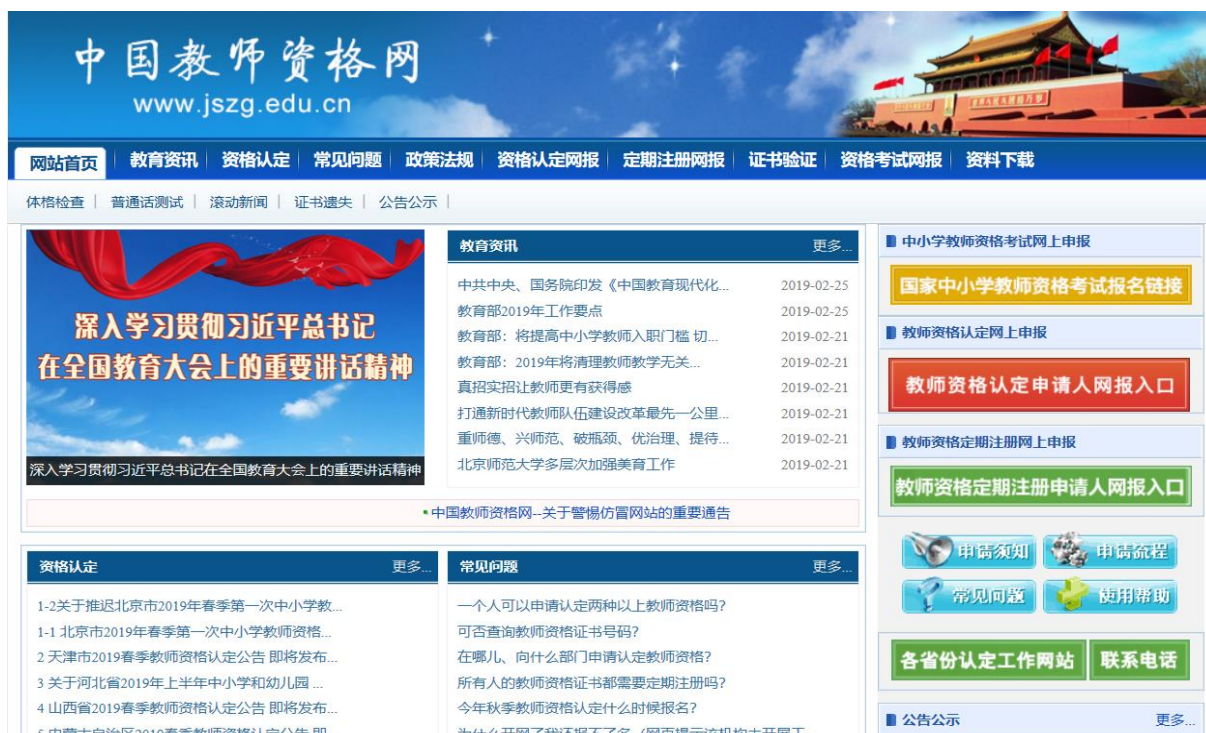 中国教师资格网
www.jszg.edu.cn
网站首页 教育资讯 资格认定 常见问题 政策法规 资格认定网报 定期注册网报 证书验证 资格考试网报 资料下载
体格检查 普通话测试 滚动新闻 证书遗失 公告公示
深入学习贯彻习近平总书记
在全国教育大会上的重要讲话精神
深入学习贯彻习近平总书记在全国教育大会上的重要讲话精神
教育资讯 更多...
中共中央、国务院印发《中国教育现代化... 2019-02-25
教育部2019年工作要点 2019-02-25
教育部：将提高中小学教师入职门槛 切... 2019-02-21
教育部：2019年将清理教师教学无关... 2019-02-21
真招实招让教师更有获得感 2019-02-21
打通新时代教师队伍建设改革最先一公里... 2019-02-21
重师德、兴师范、破瓶颈、优治理、提待... 2019-02-21
北京师范大学多层次加强美育工作 2019-02-21
中国教师资格网--关于警惕仿冒网站的重要通告
资格认定 更多...
1-2关于推迟北京市2019年春季第一次中小学教...
1-1 北京市2019年春季第一次中小学教师资格...
2 天津市2019春季教师资格认定公告 即将发布...
3 关于河北省2019年上半年中小学和幼儿园 ...
4 山西省2019春季教师资格认定公告 即将发布...
常见问题 更多...
一个人可以申请认定两种以上教师资格吗？
可否查询教师资格证书号码？
在哪儿、向什么部门申请认定教师资格？
所有人的教师资格证书都需要定期注册吗？
今年秋季教师资格认定什么时候报名？
中小学教师资格考试网上申报
国家中小学教师资格考试报名链接
教师资格认定网上申报
教师资格认定申请人网报入口
教师资格定期注册网上申报
教师资格定期注册申请人网报入口
申请须知 申请流程
常见问题 使用帮助
各省份认定工作网站 联系电话
公告公示 更多...